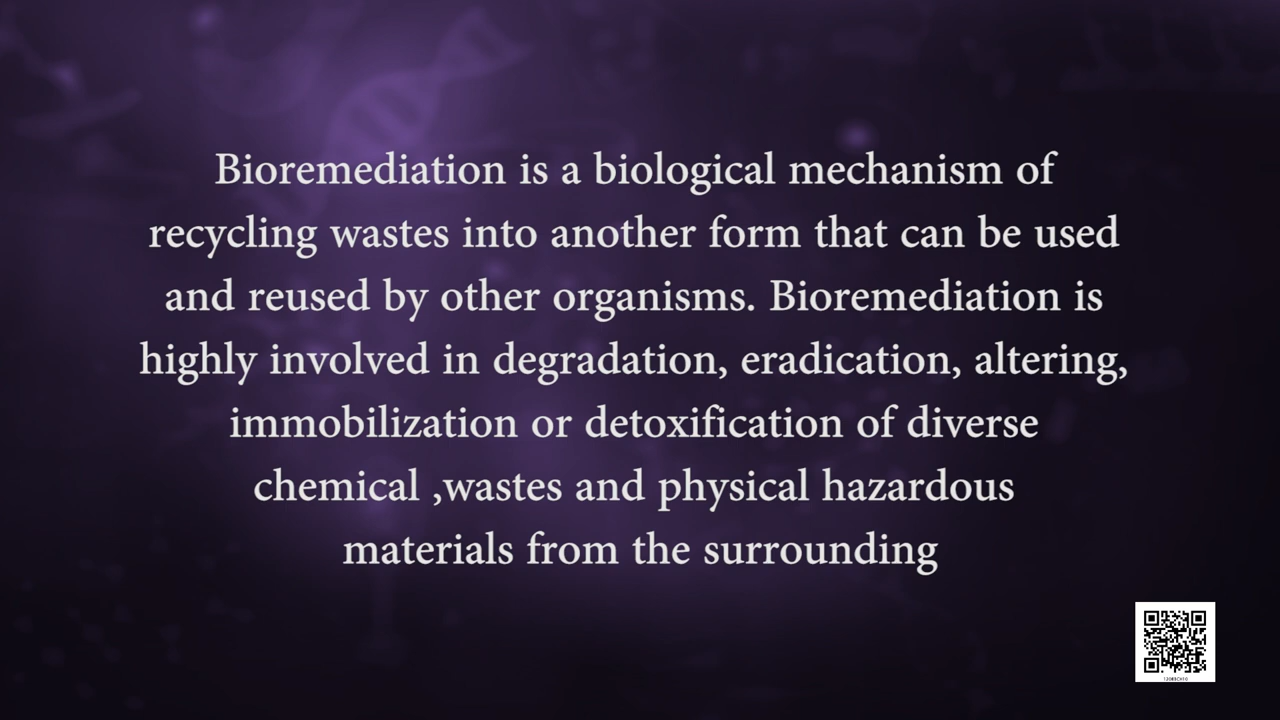 Bioremediation is a biological mechanism of
recycling wastes into another form that can be used
and reused by other organisms. Bioremediation is
highly involved in degradation, eradication, altering,
immobilization or detoxification of diverse
chemical ,wastes and physical hazardous
materials from the surrounding